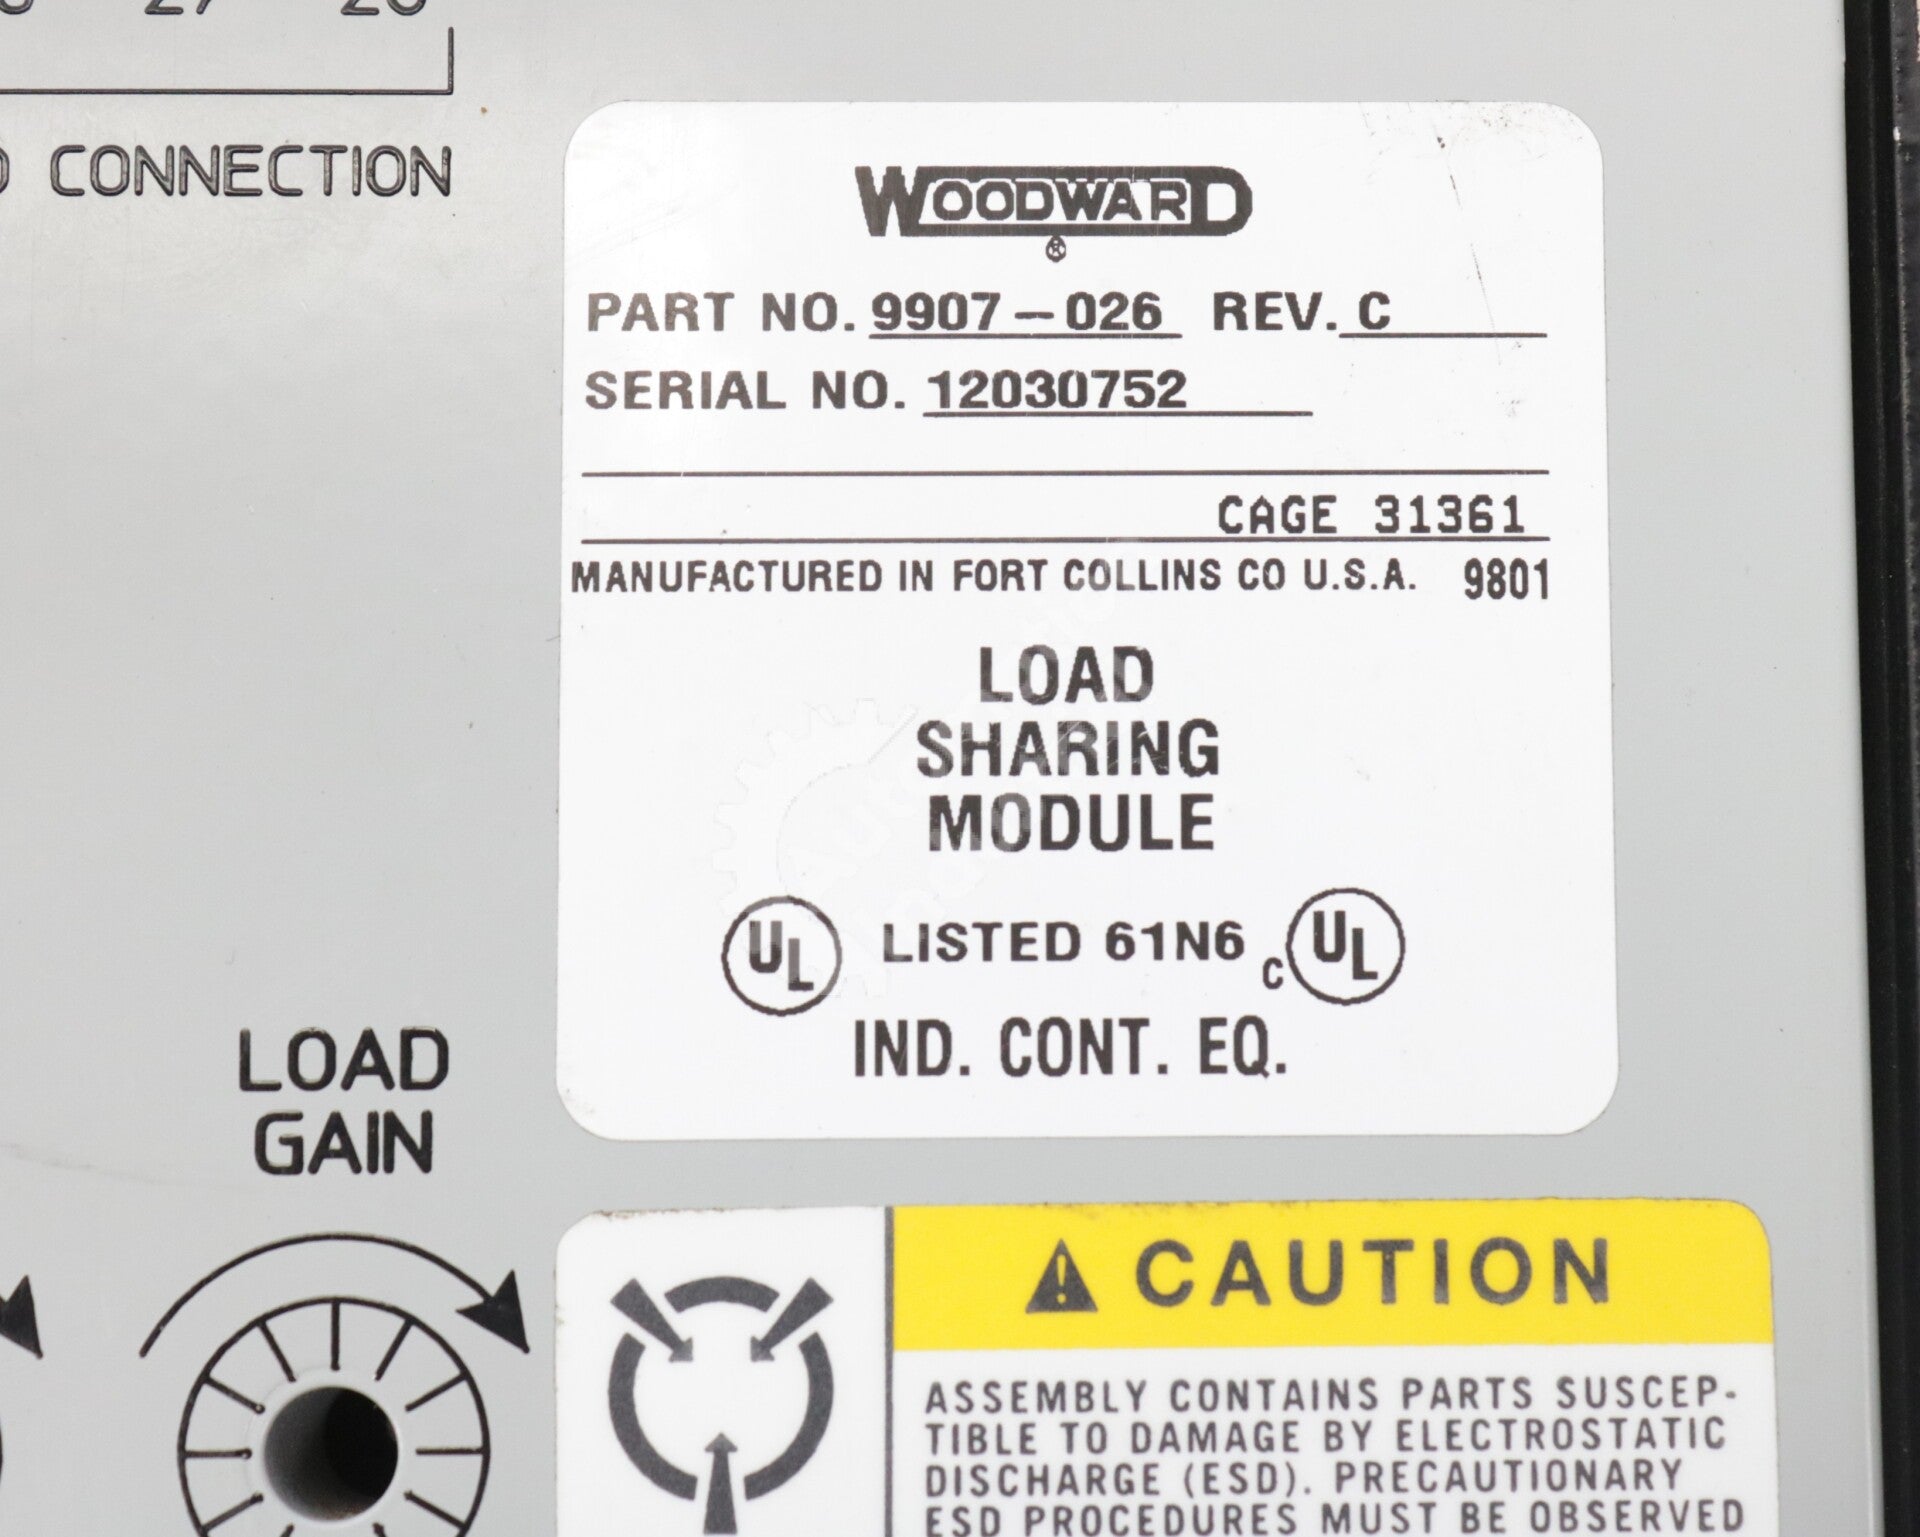 27 28
CONNECTION
WOODWARD
®
PART NO. 9907-026 REV. C
SERIAL NO. 12030752
CAGE 31361
MANUFACTURED IN FORT COLLINS CO U.S.A. 9801
LOAD
SHARING
MODULE
UL LISTED 61N6 C UL
IND. CONT. EQ.
LOAD
GAIN
CAUTION
ASSEMBLY CONTAINS PARTS SUSCEP-
TIBLE TO DAMAGE BY ELECTROSTATIC
DISCHARGE (ESD). PRECAUTIONARY
ESD PROCEDURES MUST BE OBSERVED